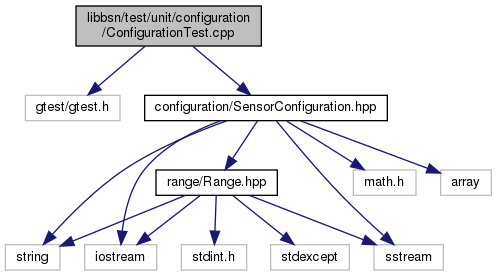 libbsn/test/unit/configuration
/ConfigurationTest.cpp
gtest/gtest.h
configuration/SensorConfiguration.hpp
range/Range.hpp
math.h
array
string
iostream
stdint.h
stdexcept
sstream